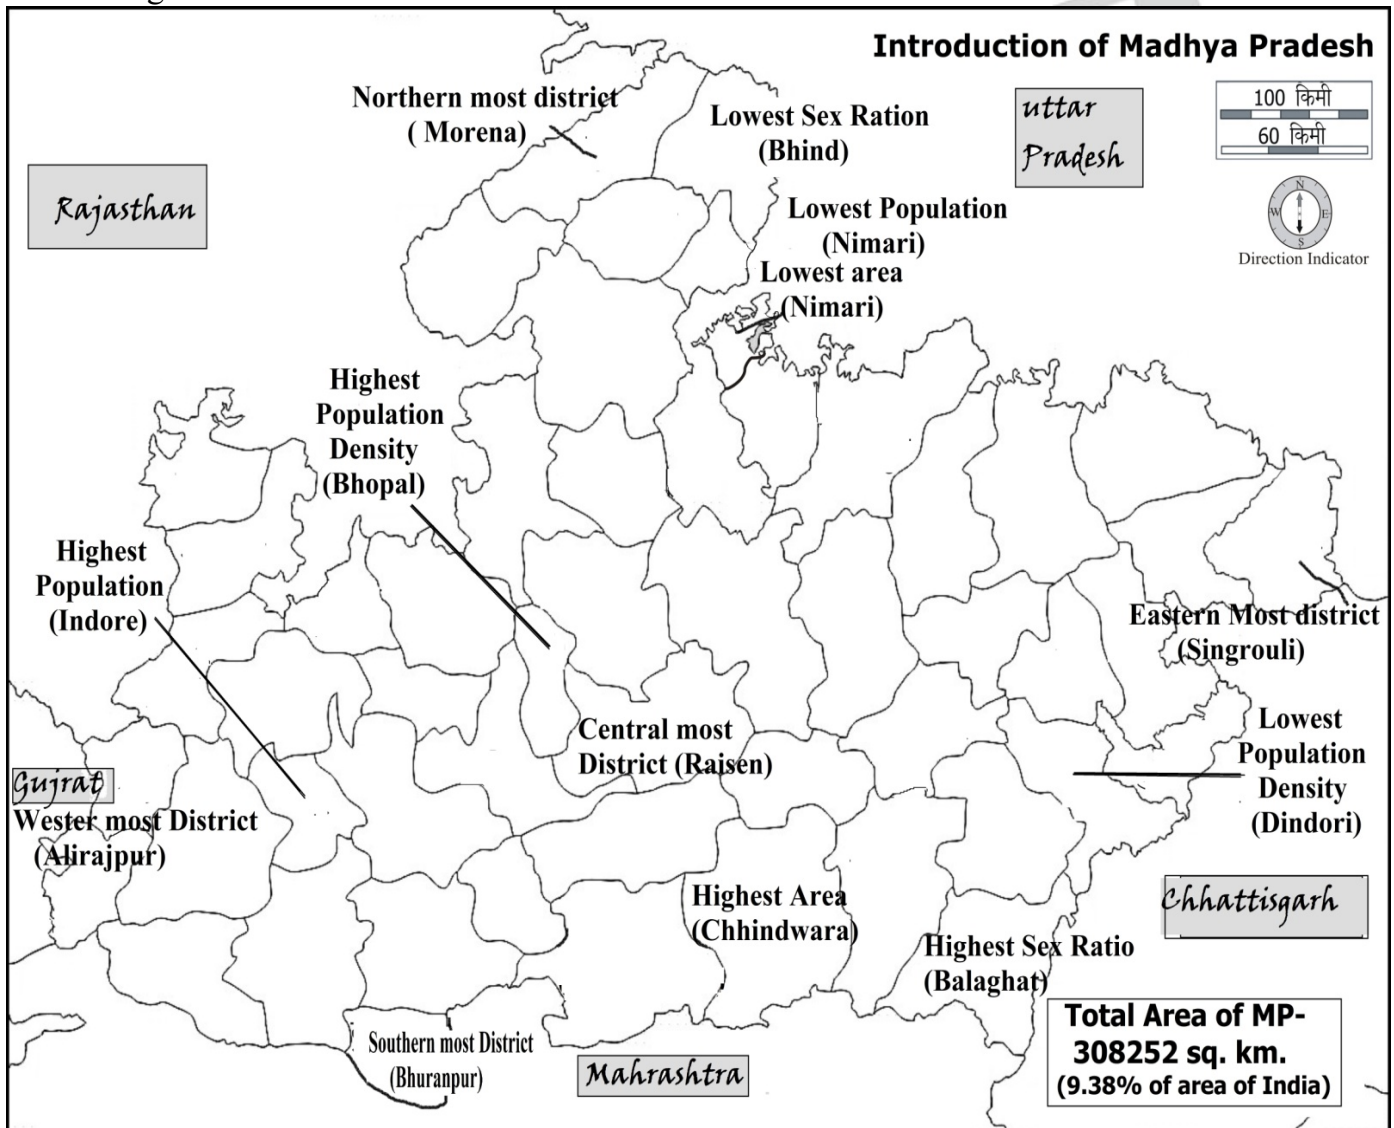 Introduction of Madhya Pradesh
Northern most district
( Morena)
Lowest Sex Ration
(Bhind)
uttar
Pradesh
100 किमी
60 किमी
N
W
E
S
Direction Indicator
Rajasthan
Lowest Population
(Nimari)
Lowest area
(Nimari)
Highest
Population
Density
(Bhopal)
Highest
Population
(Indore)
Eastern Most district
(Singrouli)
Central most
District (Raisen)
Lowest
Population
Density
(Dindori)
Gujrat
Wester most District
(Alirajpur)
Highest Area
(Chhindwara)
Chhattisgarh
Highest Sex Ratio
(Balaghat)
Southern most District
(Bhuranpur)
Mahrashtra
Total Area of MP-
308252 sq. km.
(9.38% of area of India)